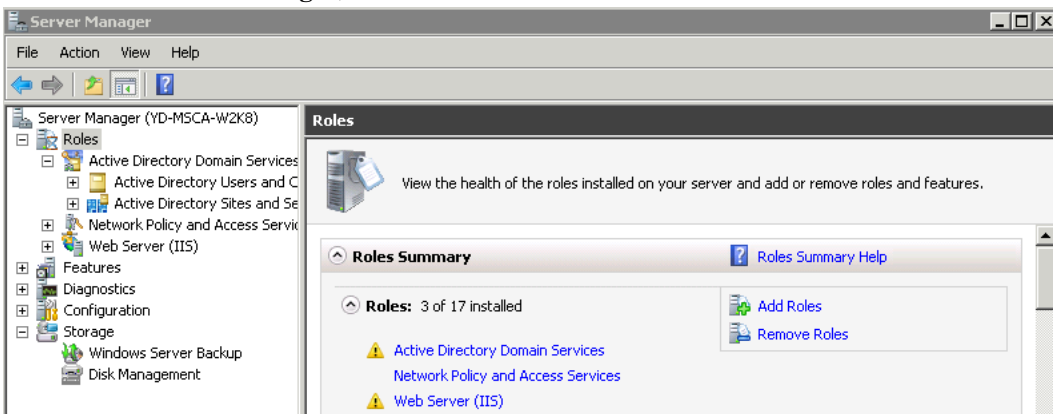 Server Manager
File Action View Help
Server Manager (YD-MSCA-W2K8)
Roles
Active Directory Domain Services
Active Directory Users and C
Active Directory Sites and Se
Network Policy and Access Servic
Web Server (IIS)
Features
Diagnostics
Configuration
Storage
Windows Server Backup
Disk Management
Roles
View the health of the roles installed on your server and add or remove roles and features.
Roles Summary
Roles Summary Help
Roles: 3 of 17 installed
Add Roles
Remove Roles
Active Directory Domain Services
Network Policy and Access Services
Web Server (IIS)